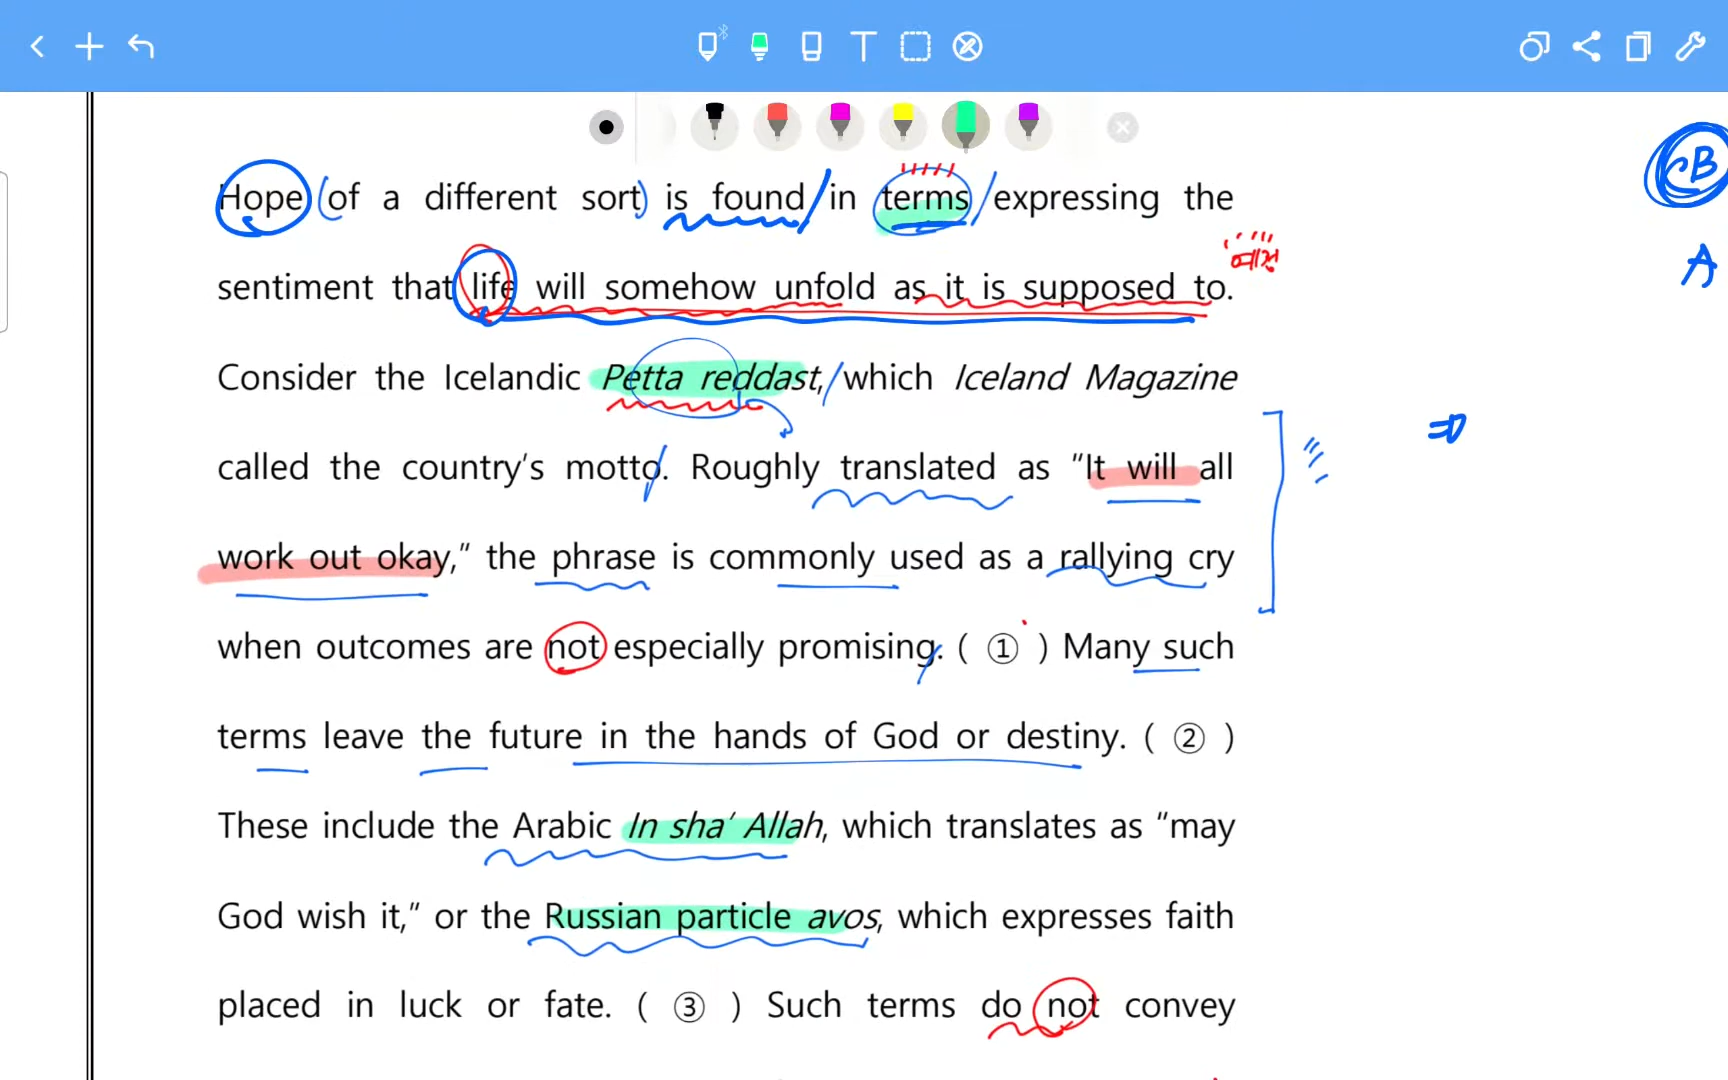 Hope (of a different sort) is found / in terms / expressing the
sentiment that life will somehow unfold as it is supposed to.
예정
Consider the Icelandic Petta reddast, / which Iceland Magazine
called the country's motto. Roughly translated as "It will all
work out okay," the phrase is commonly used as a rallying cry
when outcomes are not especially promising. ( ① ) Many such
terms leave the future in the hands of God or destiny. ( ② )
These include the Arabic In sha' Allah, which translates as "may
God wish it," or the Russian particle avos, which expresses faith
placed in luck or fate. ( ③ ) Such terms do not convey
B
A